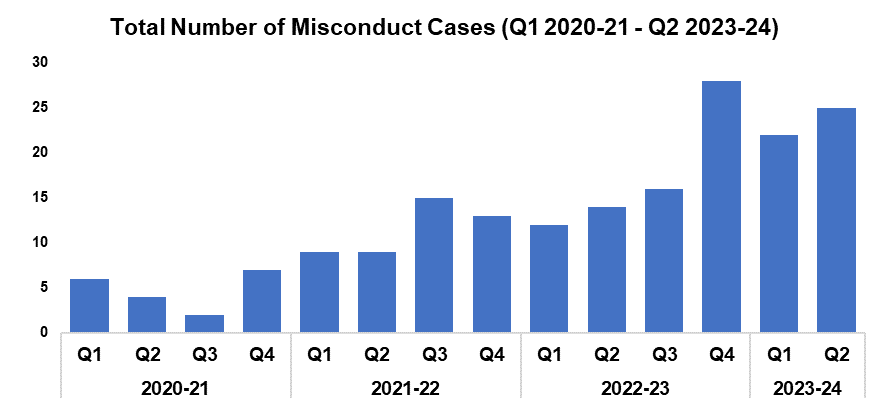 Total Number of Misconduct Cases (Q1 2020-21 - Q2 2023-24)
30
25
20
15
10
5
0
Q1 Q2 Q3 Q4 Q1 Q2 Q3 Q4 Q1 Q2 Q3 Q4 Q1 Q2
2020-21 2021-22 2022-23 2023-24